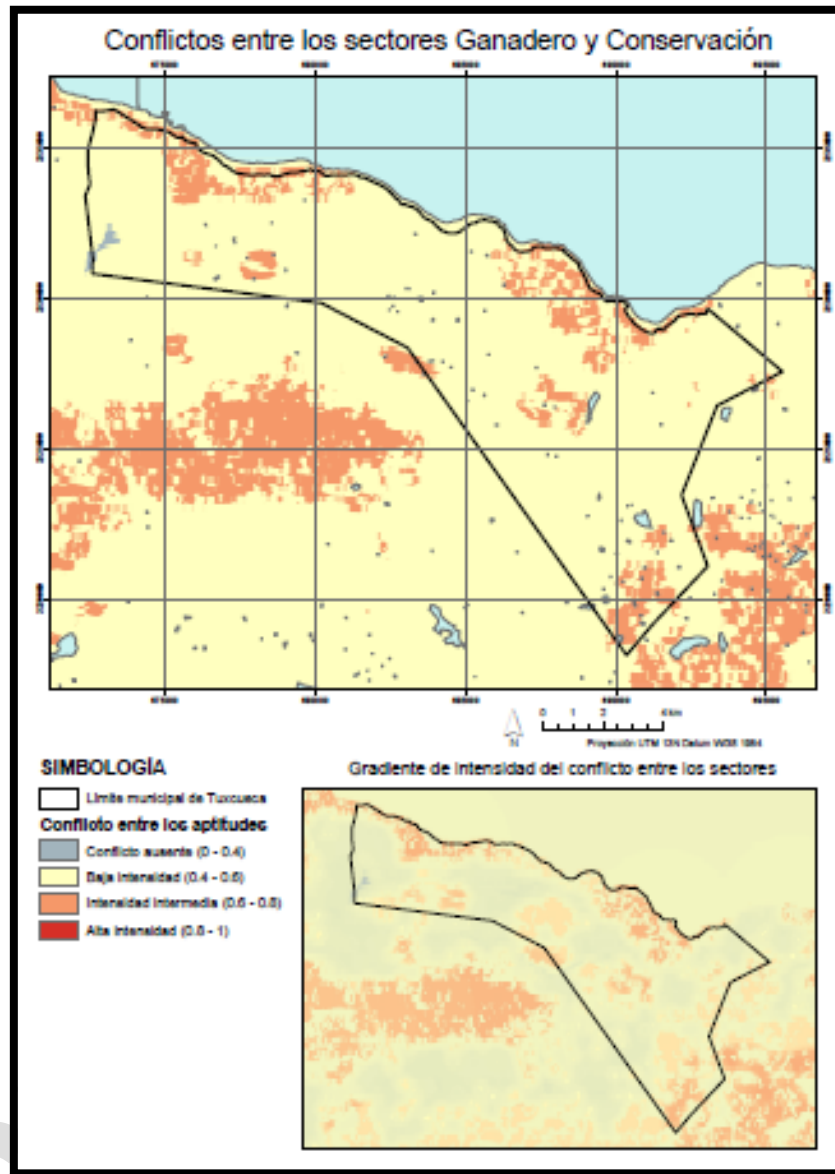 Conflictos entre los sectores Ganadero y Conservación
0 1 2 4 km
N
Proyección UTM 13N Datum WGS 1984
SIMBOLOGÍA
Límite municipal de Tuxcueca
Conflicto entre las aptitudes
Conflicto ausente (0 - 0.4)
Baja intensidad (0.4 - 0.6)
Intensidad intermedia (0.6 - 0.8)
Alta intensidad (0.8 - 1)
Gradiente de intensidad del conflicto entre los sectores